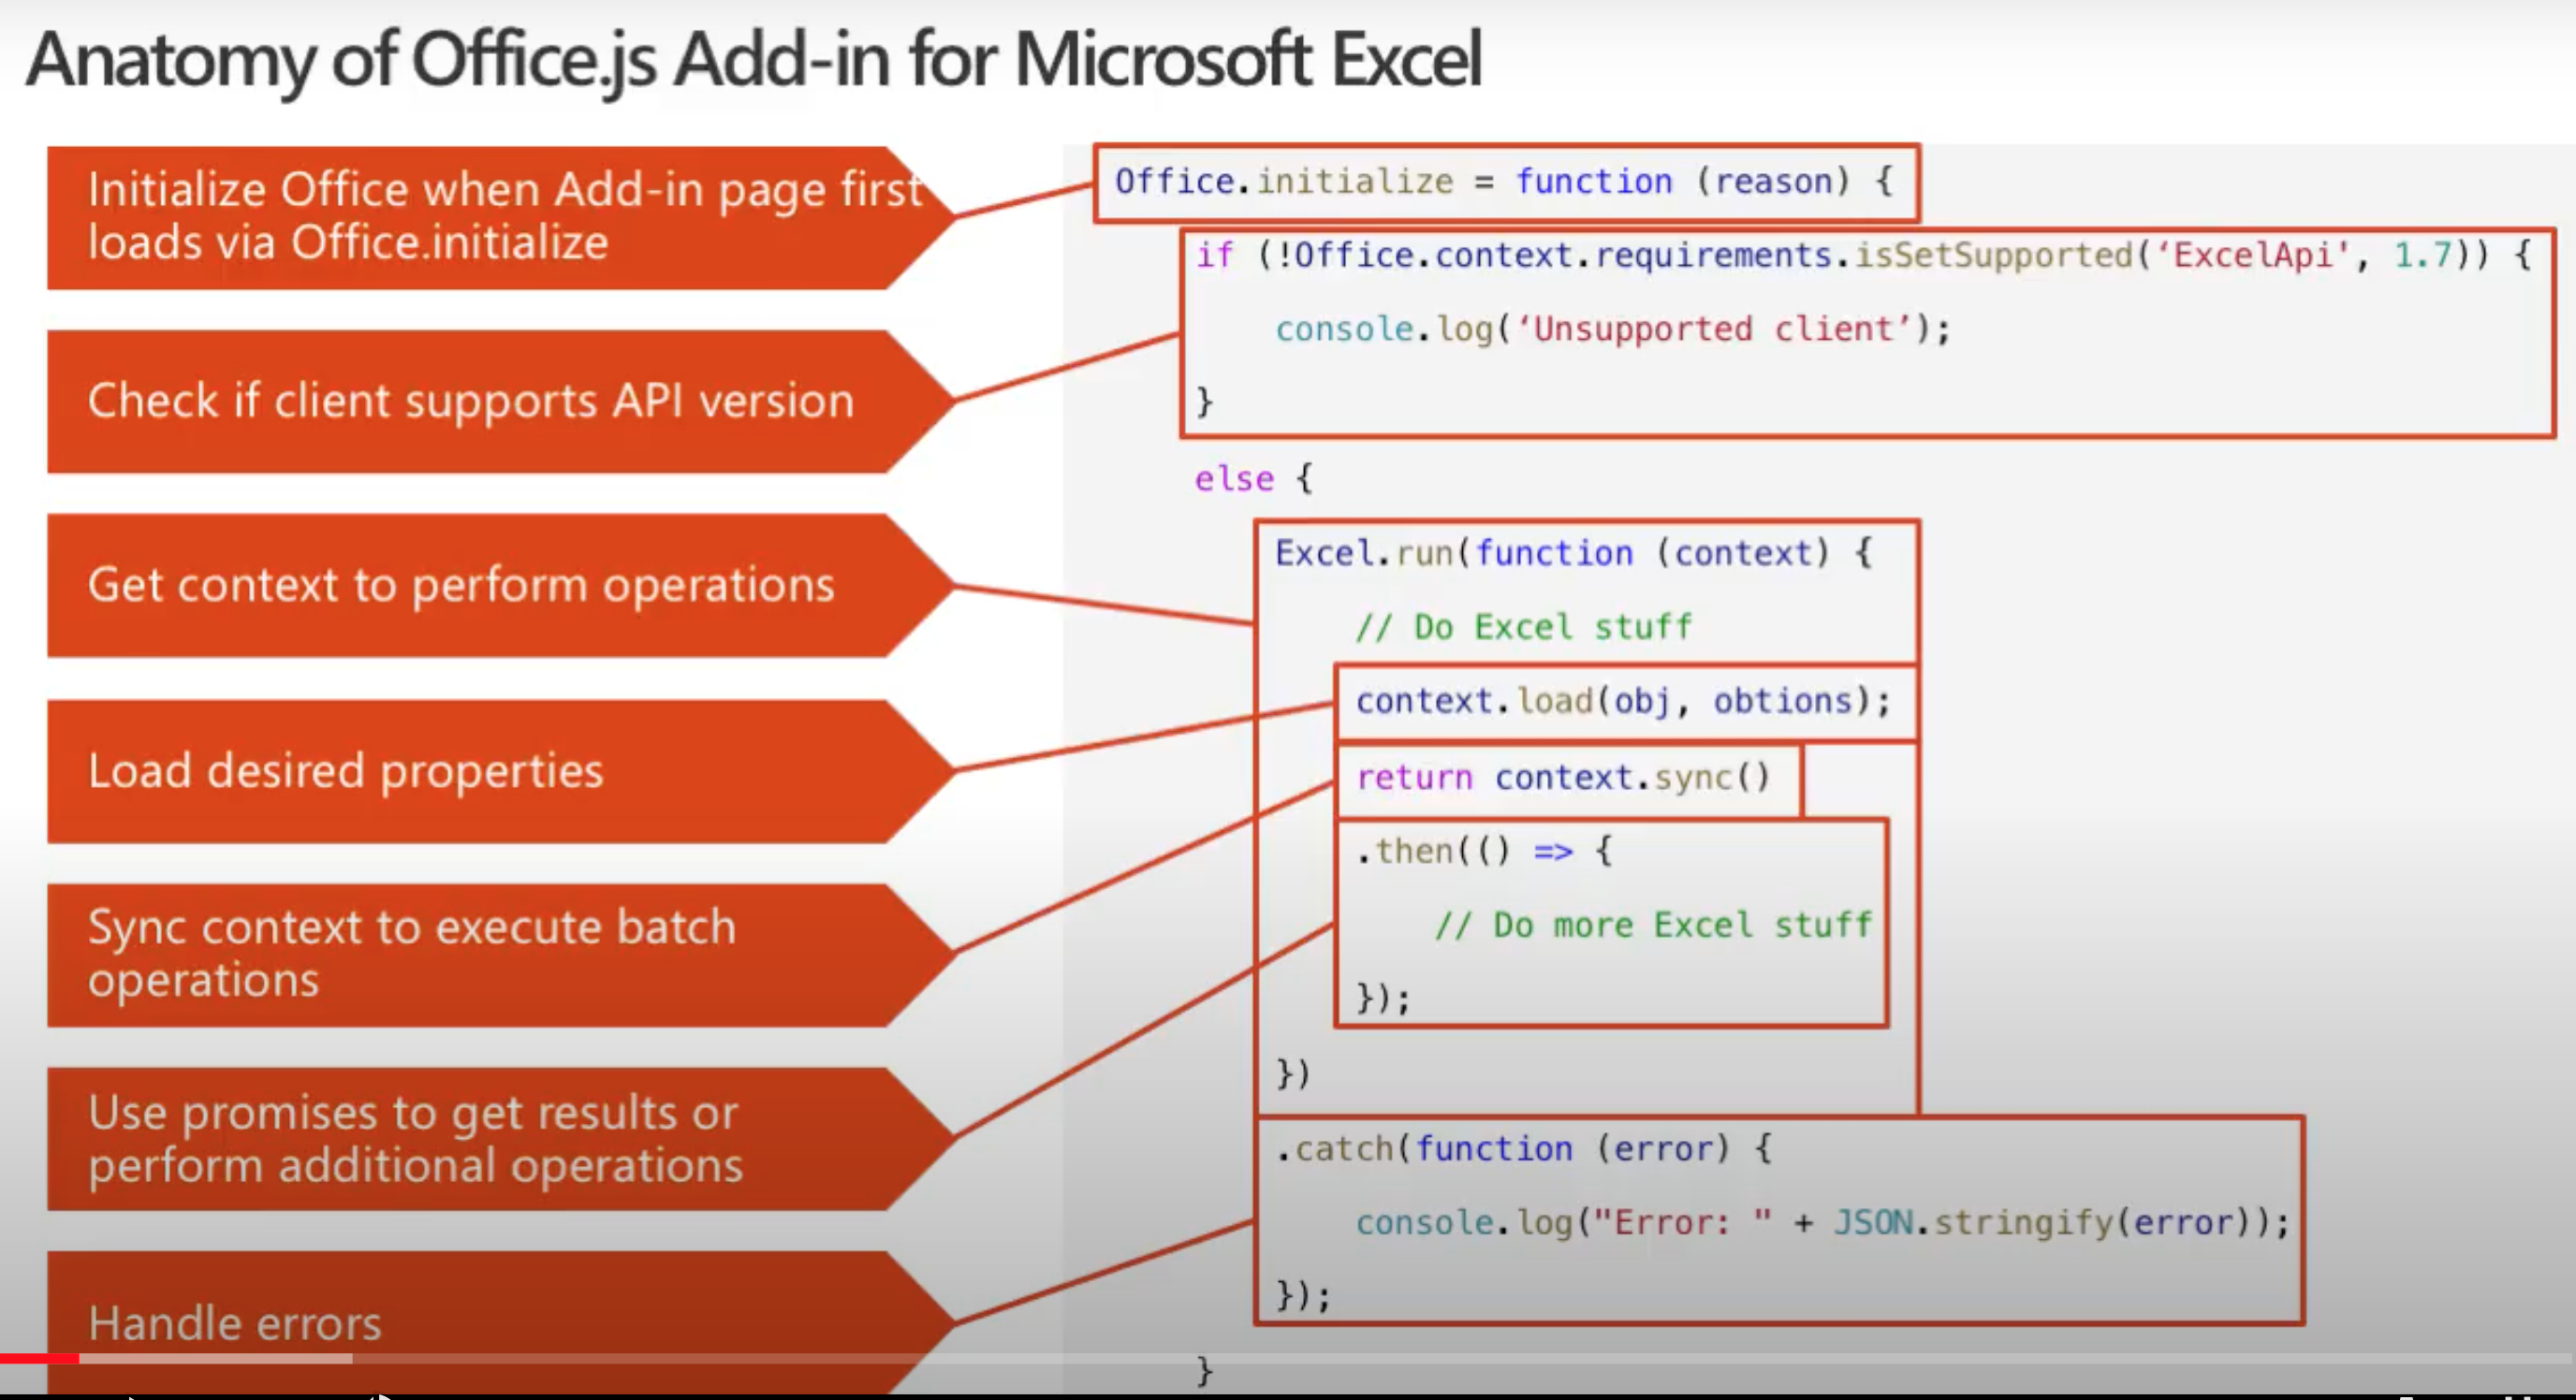 Anatomy of Office.js Add-in for Microsoft Excel
Initialize Office when Add-in page first
loads via Office.initialize
Check if client supports API version
Get context to perform operations
Load desired properties
Sync context to execute batch
operations
Use promises to get results or
perform additional operations
Handle errors
Office.initialize = function (reason) {
if (!Office.context.requirements.isSetSupported(‘ExcelApi', 1.7)) {
console.log(‘Unsupported client’);
}
else {
Excel.run(function (context) {
// Do Excel stuff
context.load(obj, obtions);
return context.sync()
.then(() => {
// Do more Excel stuff
});
})
.catch(function (error) {
console.log("Error: " + JSON.stringify(error));
});
}